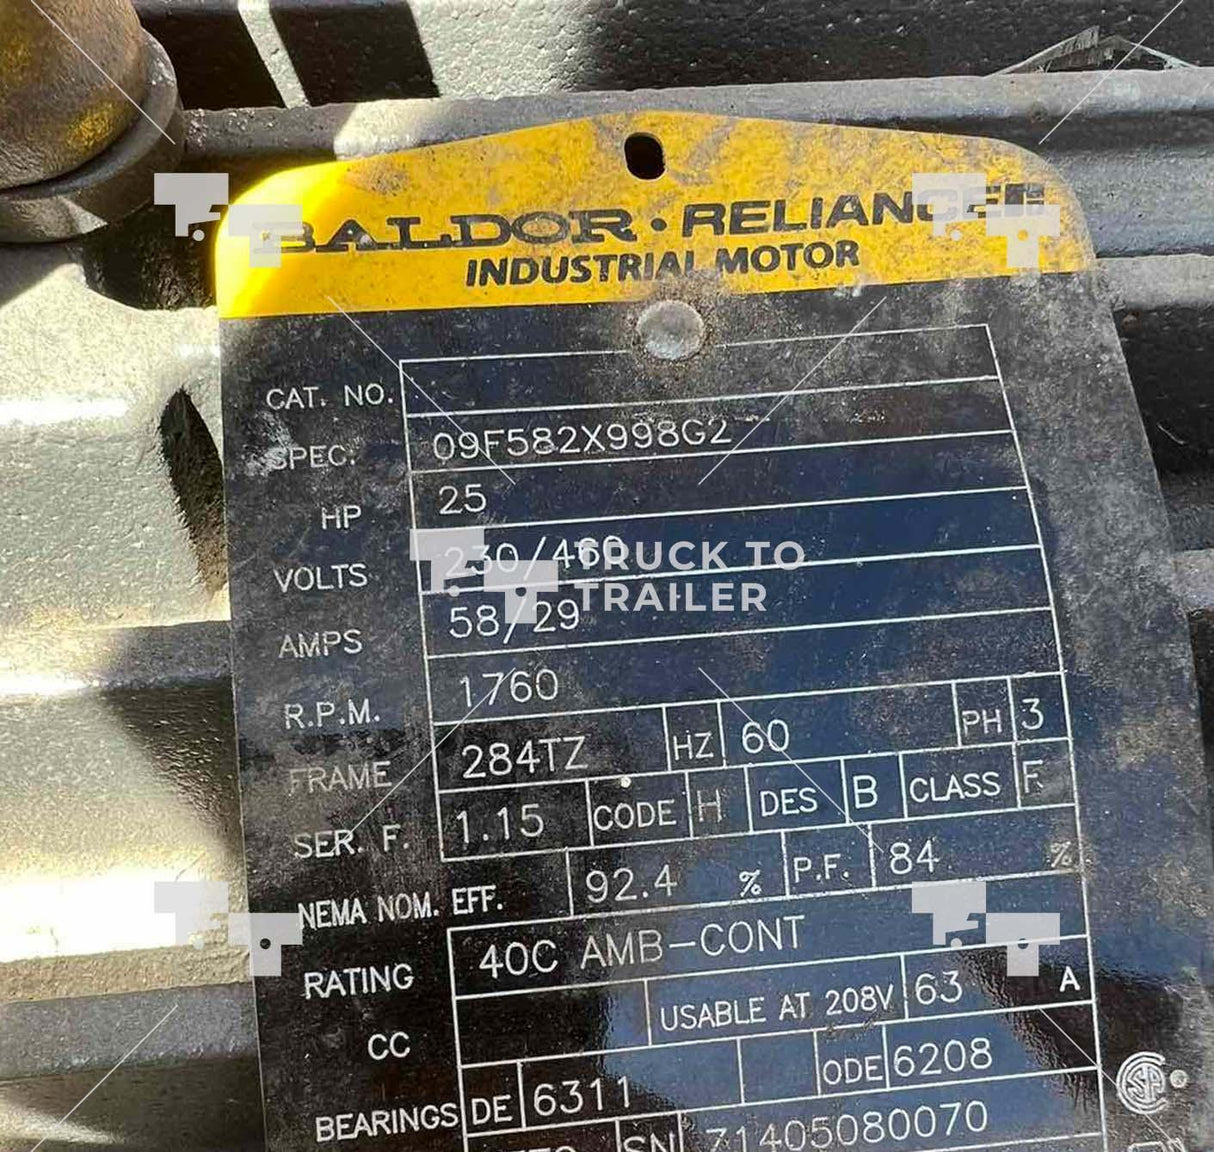 BALDOR • RELIANCER
INDUSTRIAL MOTOR
CAT. NO.
SPEC. 09F582X998G2
HP 25
VOLTS 230/460
TRUCK TO
TRAILER
AMPS 58/29
R.P.M. 1760
FRAME 284TZ HZ 60 PH 3
SER. F. 1.15 CODE H DES B CLASS F
NEMA NOM. EFF. 92.4 % P.F. 84 %
RATING 40C AMB-CONT
CC USABLE AT 208V 63 A
BEARINGS DE 6311 ODE 6208
SN Z1405080070